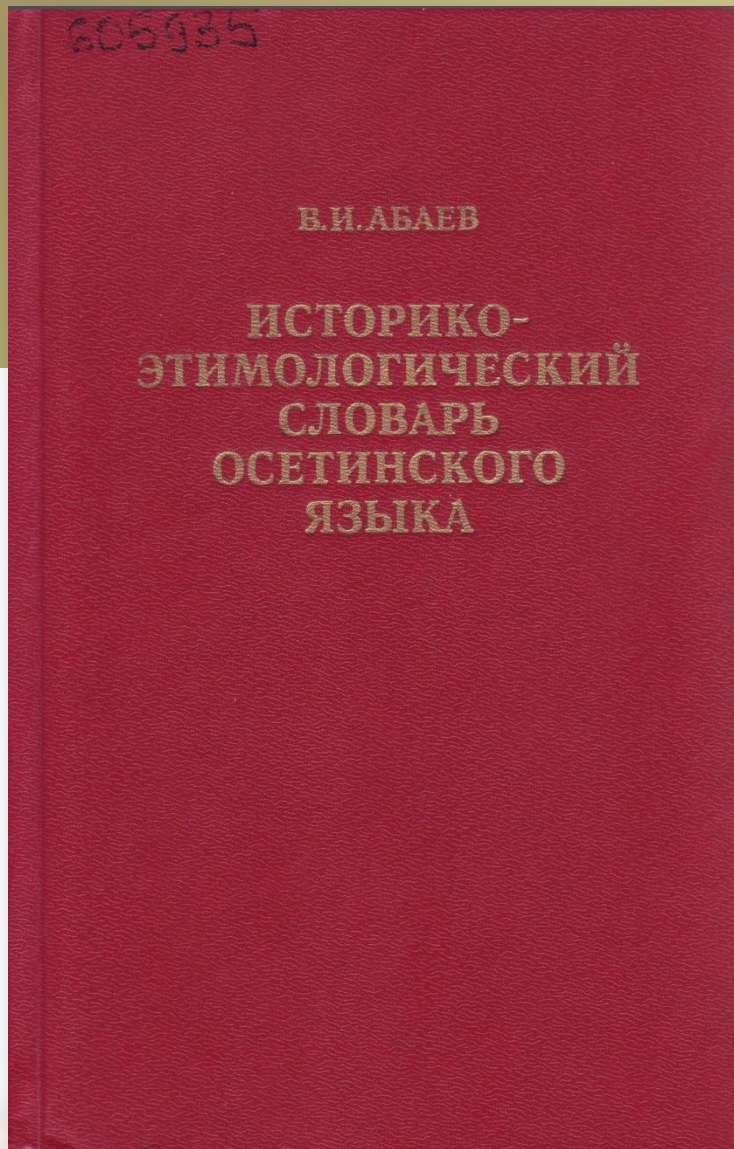 605935
В.И.АБАЕВ
ИСТОРИКО-
ЭТИМОЛОГИЧЕСКИЙ
СЛОВАРЬ
ОСЕТИНСКОГО
ЯЗЫКА